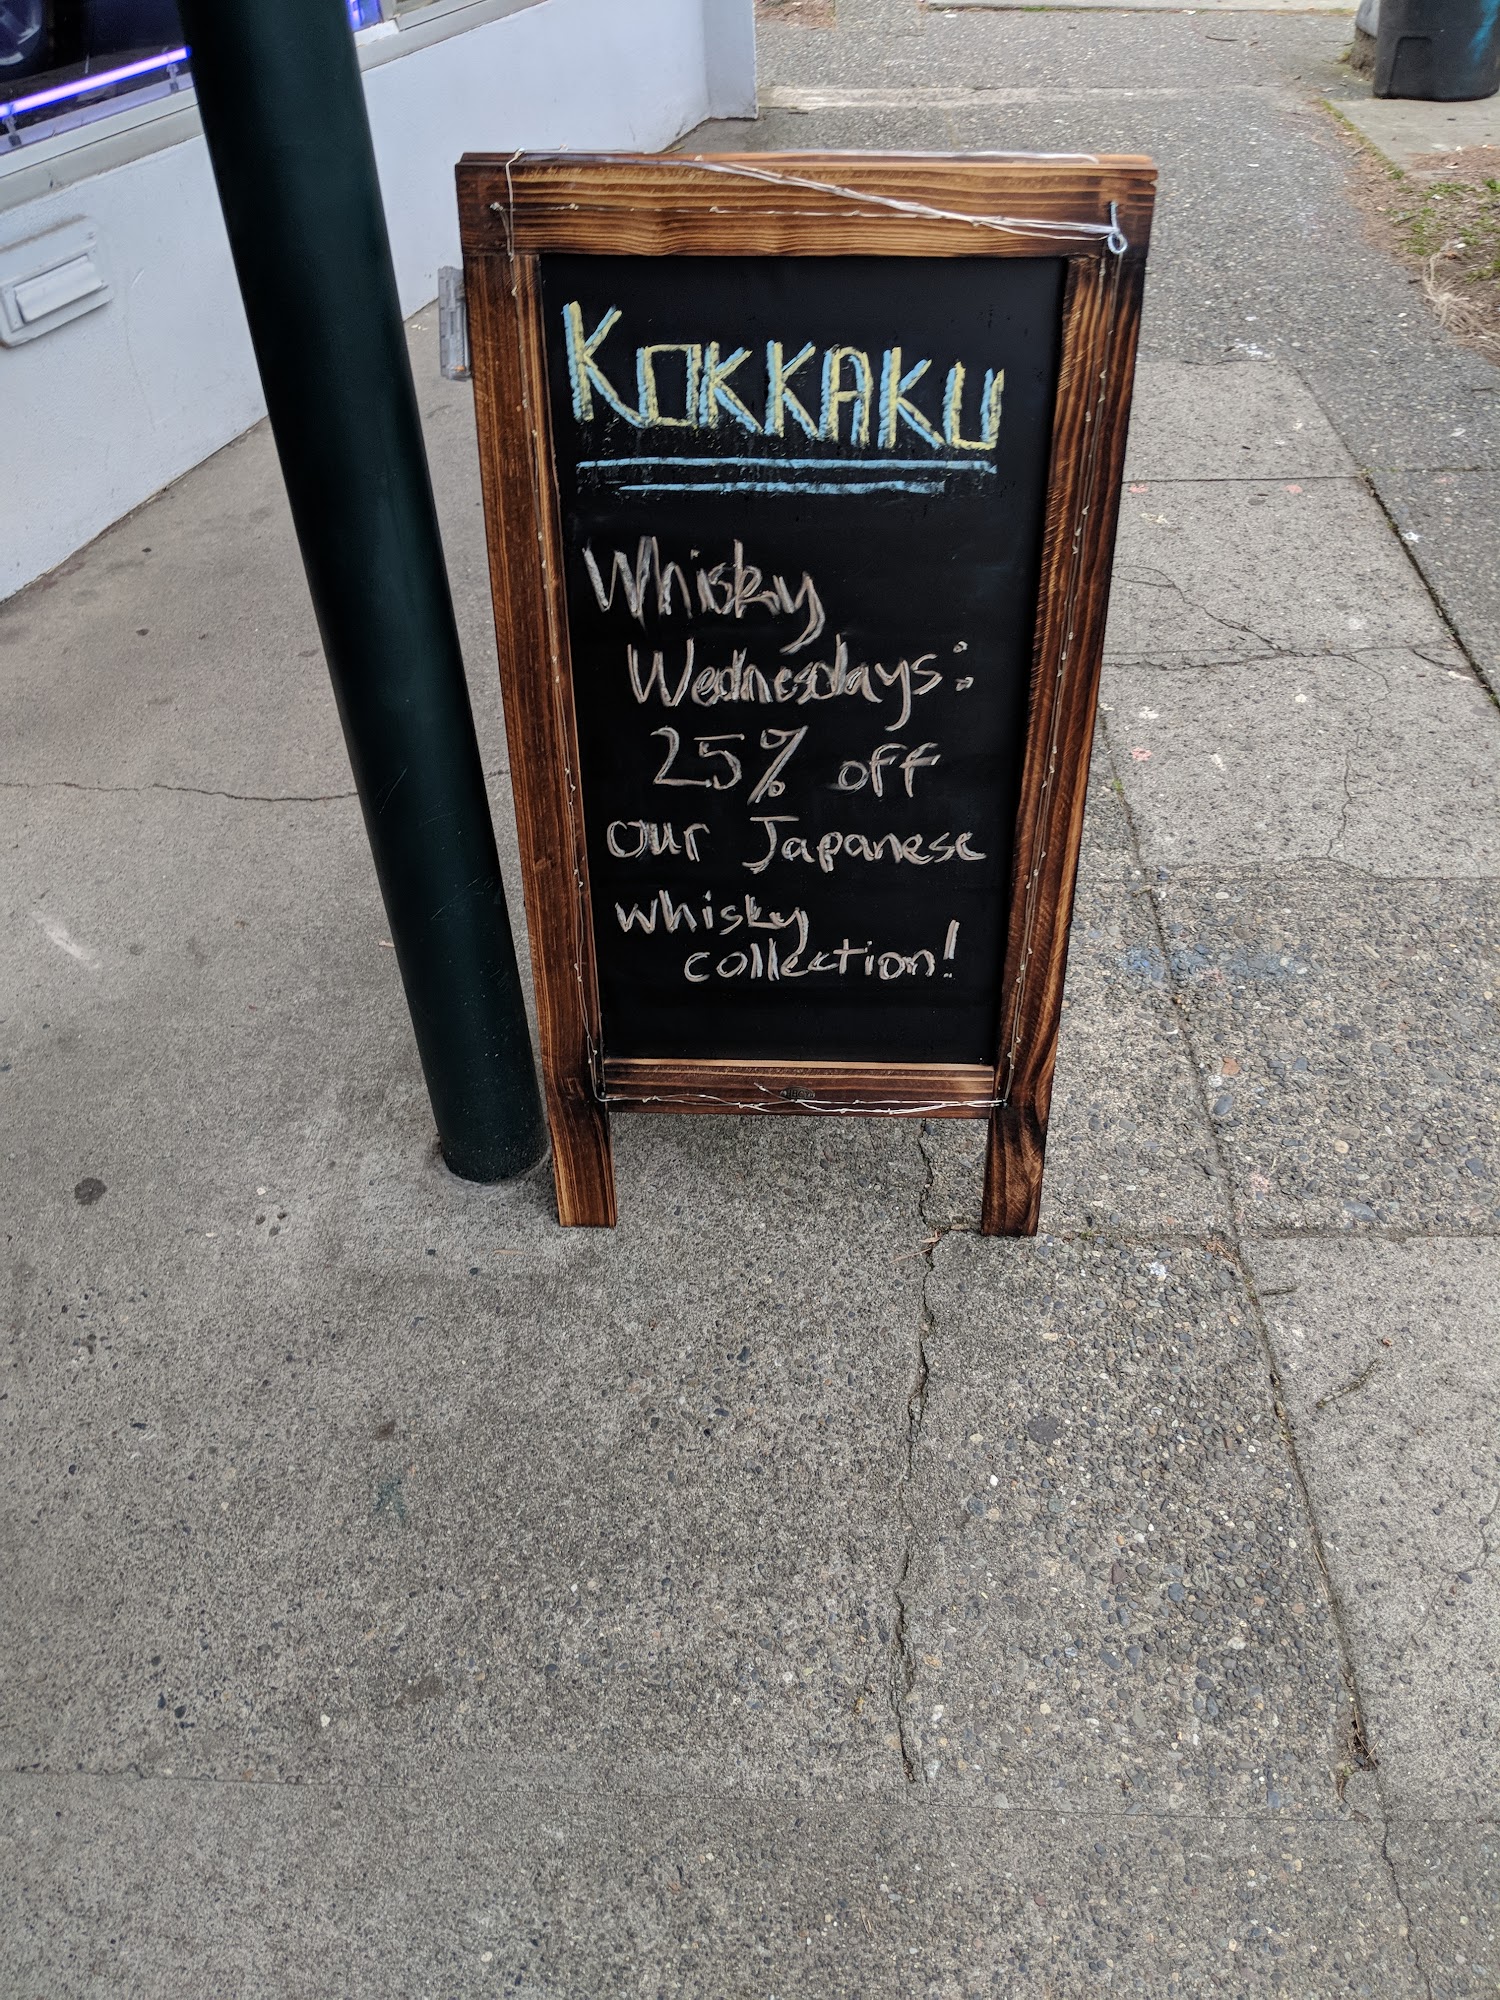 KOKKAKU
Whisky
Wednesdays:
25% off
our Japanese
whisky
collection!